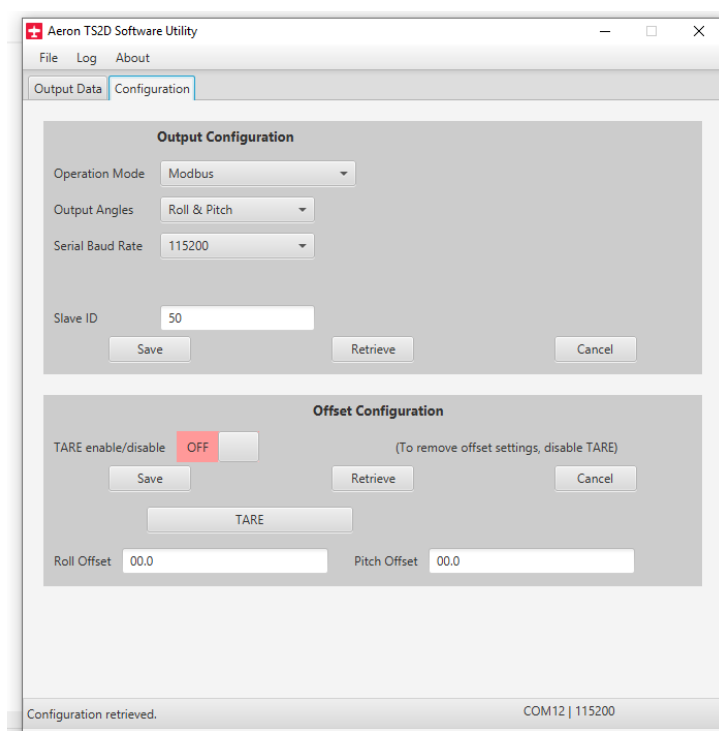 Aeron TS2D Software Utility
File Log About
Output Data Configuration
Output Configuration
Operation Mode Modbus
Output Angles Roll & Pitch
Serial Baud Rate 115200
Slave ID 50
Save Retrieve Cancel
Offset Configuration
TARE enable/disable OFF (To remove offset settings, disable TARE)
Save Retrieve Cancel
TARE
Roll Offset 00.0 Pitch Offset 00.0
Configuration retrieved. COM12 | 115200